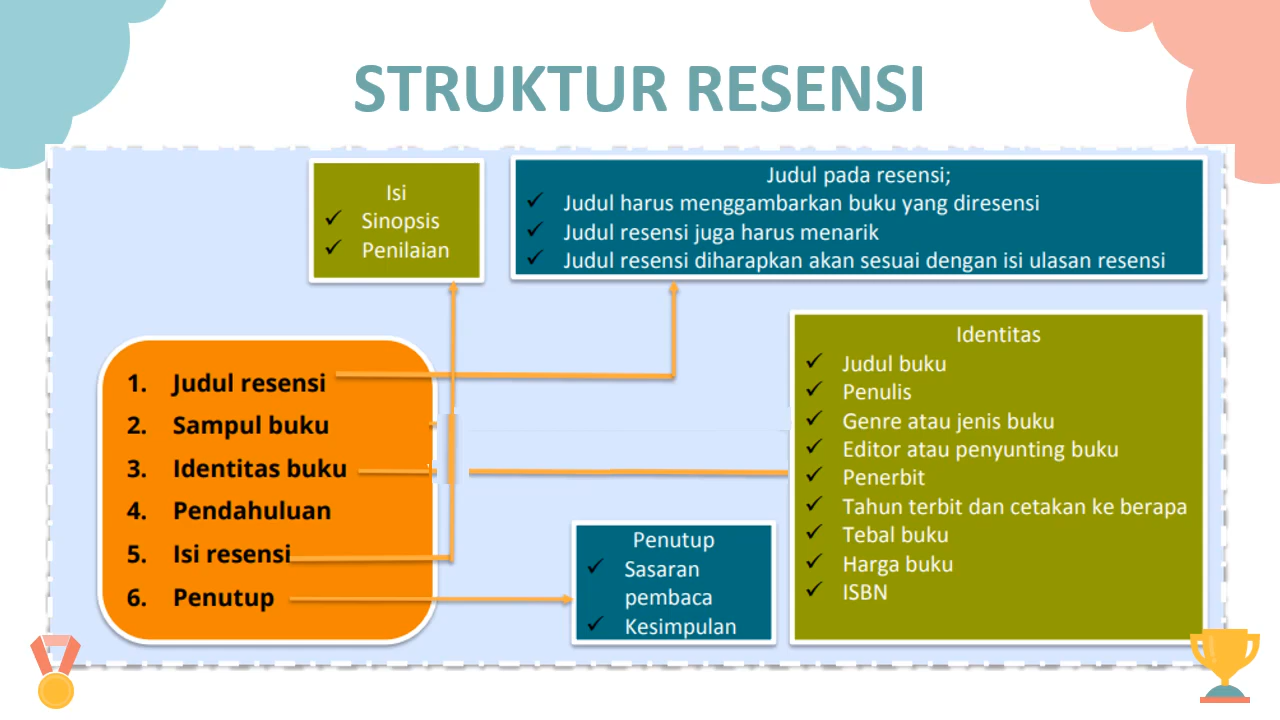 STRUKTUR RESENSI
Isi
✓ Sinopsis
✓ Penilaian
Judul pada resensi;
✓ Judul harus menggambarkan buku yang diresensi
✓ Judul resensi juga harus menarik
✓ Judul resensi diharapkan akan sesuai dengan isi ulasan resensi
1. Judul resensi
2. Sampul buku
3. Identitas buku
4. Pendahuluan
5. Isi resensi
6. Penutup
Penutup
✓ Sasaran
pembaca
✓ Kesimpulan
Identitas
✓ Judul buku
✓ Penulis
✓ Genre atau jenis buku
✓ Editor atau penyunting buku
✓ Penerbit
✓ Tahun terbit dan cetakan ke berapa
✓ Tebal buku
✓ Harga buku
✓ ISBN